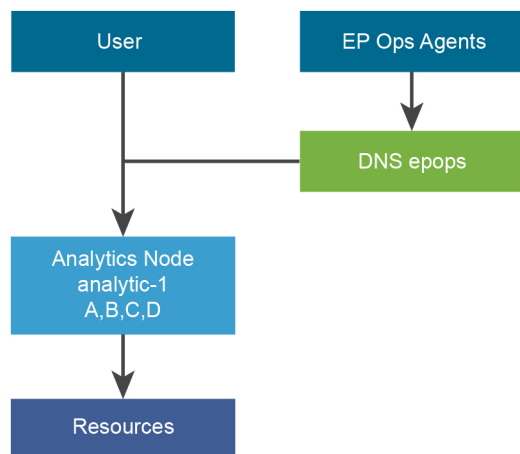 User
EP Ops Agents
DNS epops
Analytics Node
analytic-1
A,B,C,D
Resources